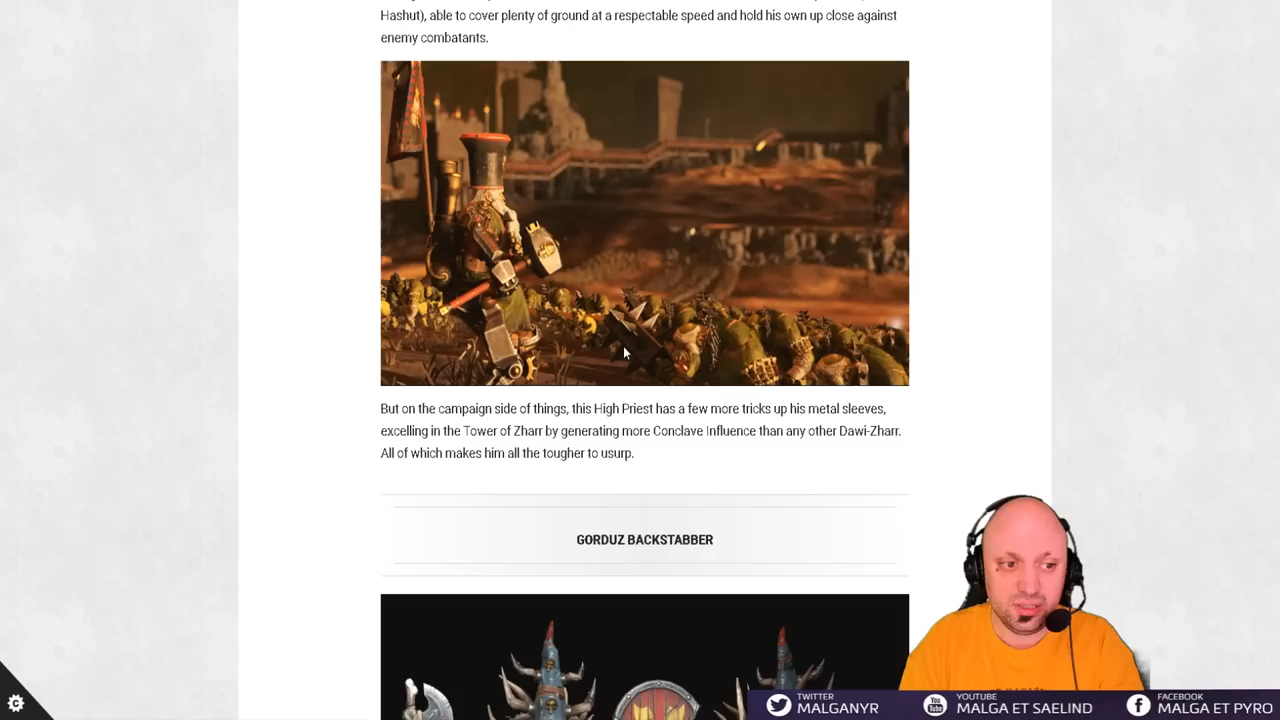 Hashut), able to cover plenty of ground at a respectable speed and hold his own up close against
enemy combatants.
But on the campaign side of things, this High Priest has a few more tricks up his metal sleeves,
excelling in the Tower of Zharr by generating more Conclave Influence than any other Dawi-Zharr.
All of which makes him all the tougher to usurp.
GORDUZ BACKSTABBER
TWITTER
MALGANYR
YOUTUBE
MALGA ET SAELIND
FACEBOOK
MALGA ET PYRO